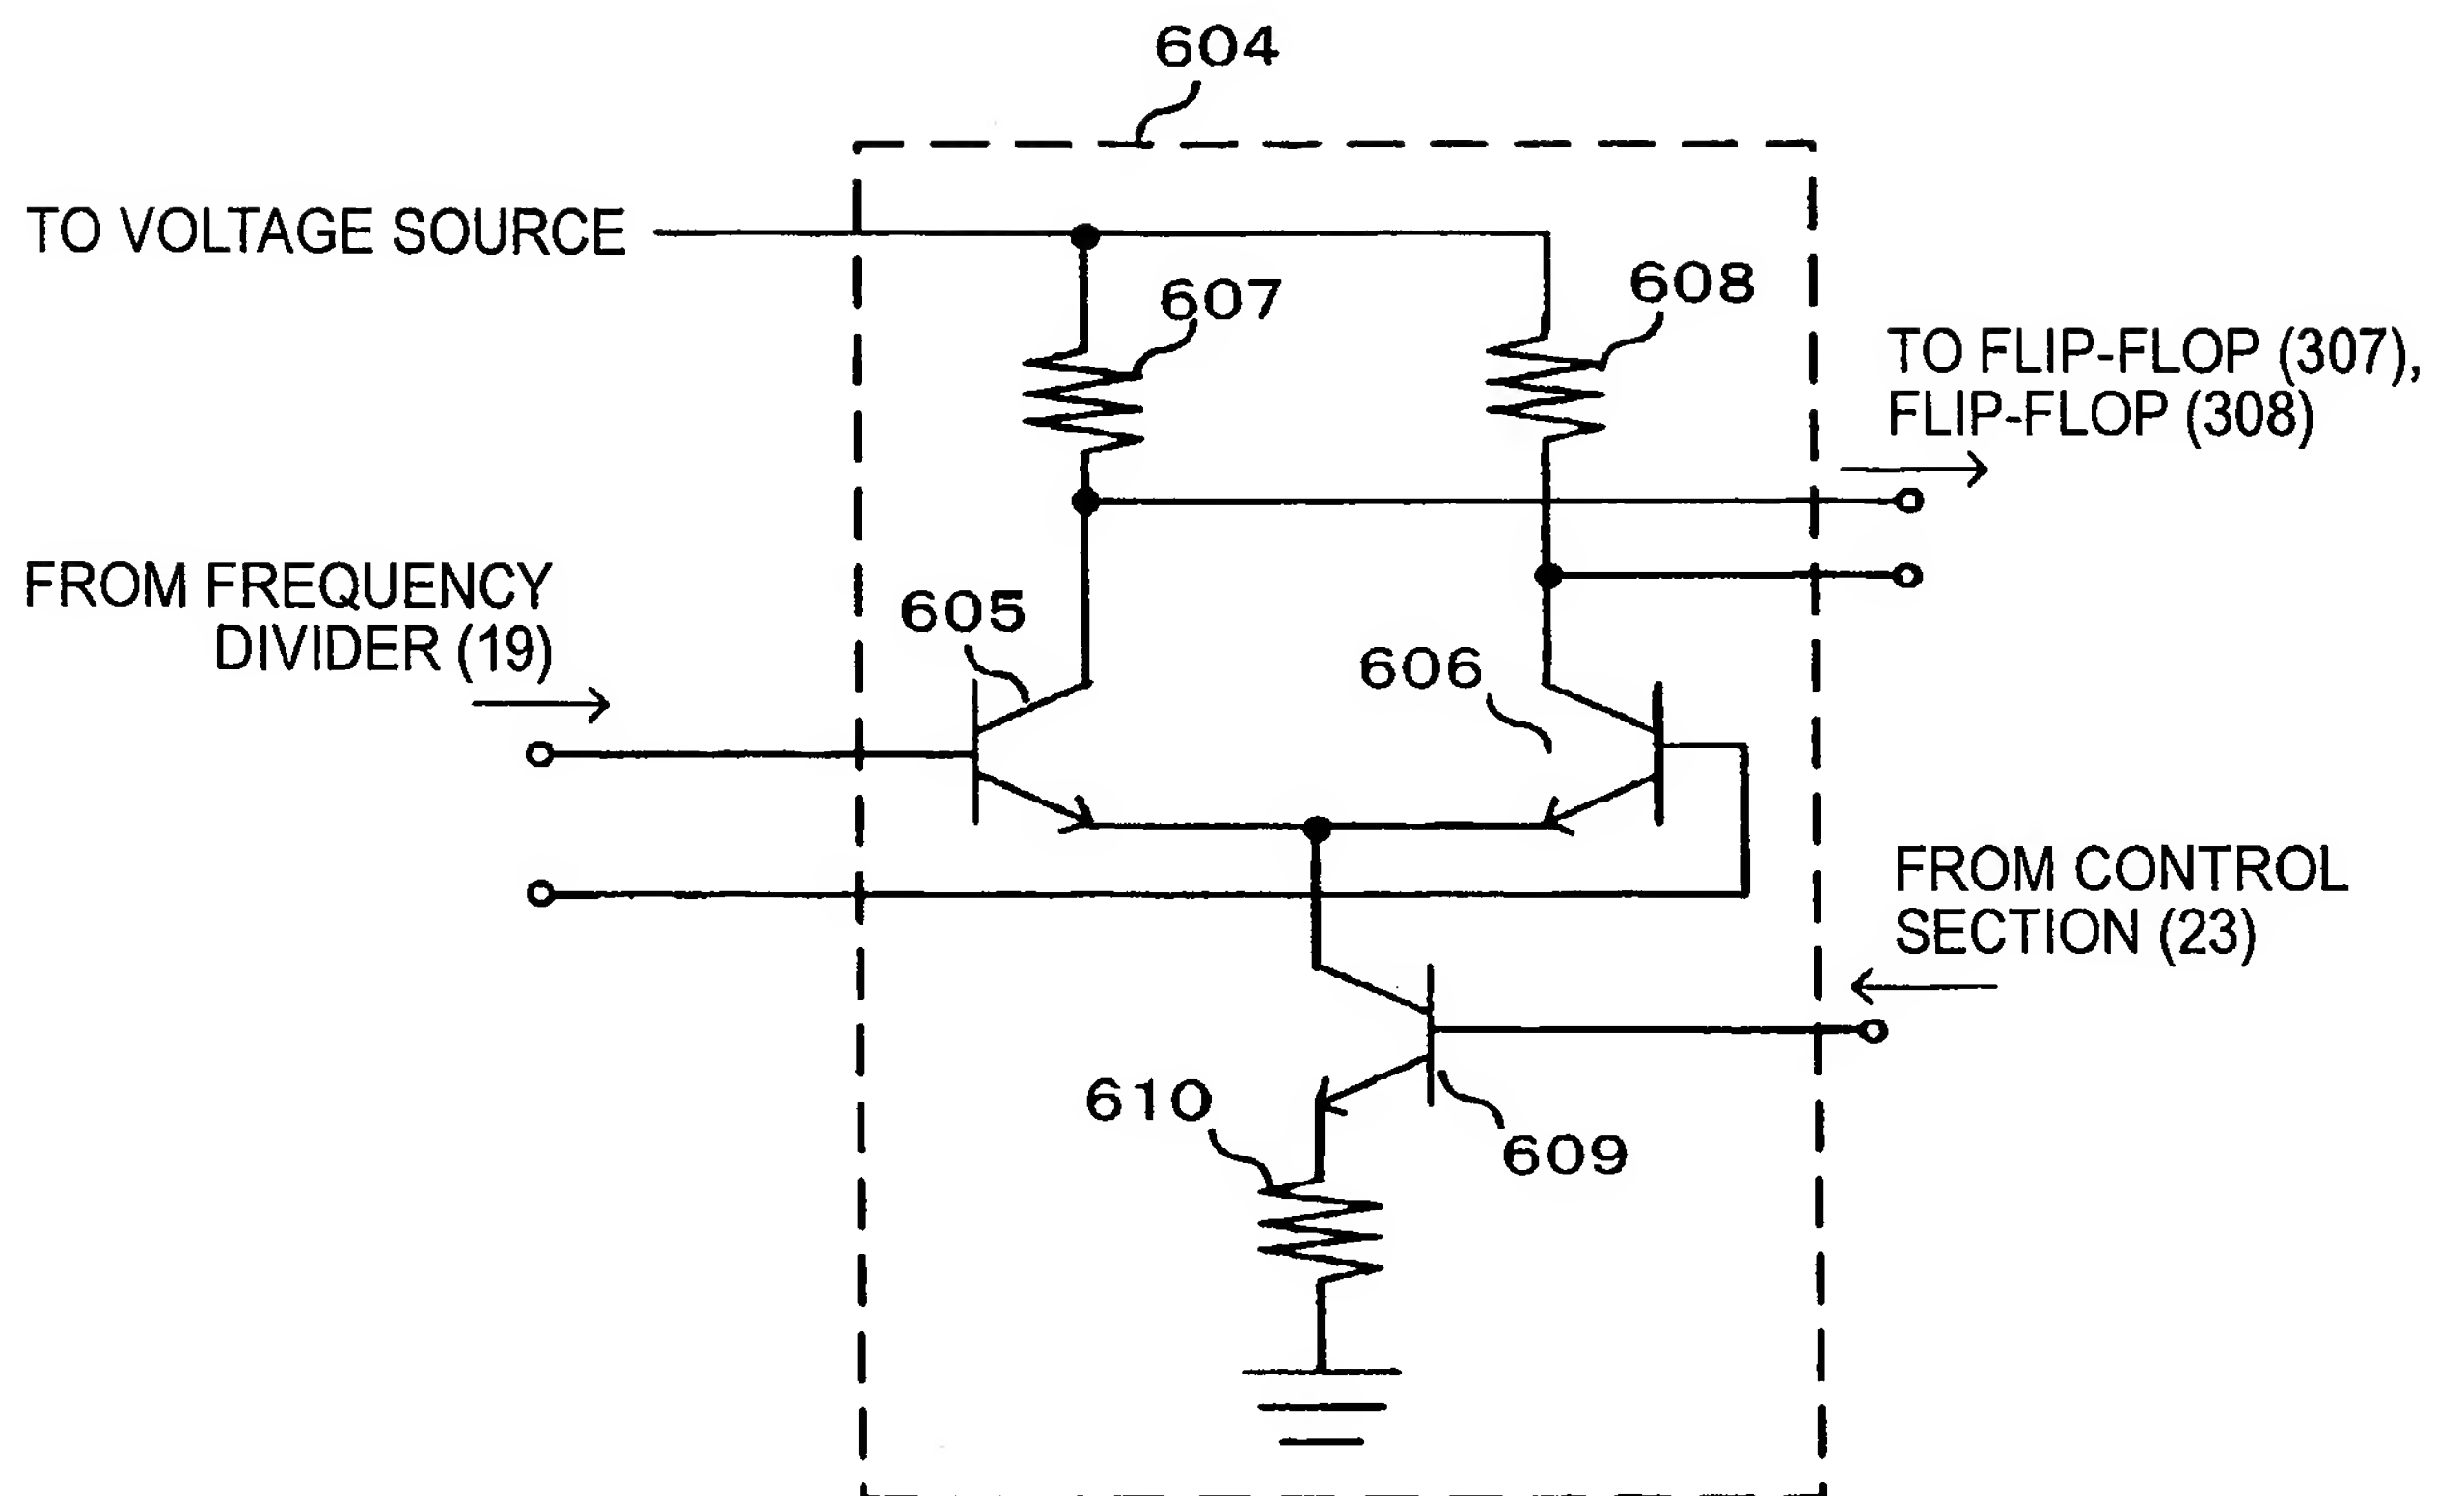 604
TO VOLTAGE SOURCE
607
608
TO FLIP-FLOP (307),
FLIP-FLOP (308)
FROM FREQUENCY
DIVIDER (19)
605
606
FROM CONTROL
SECTION (23)
610
609